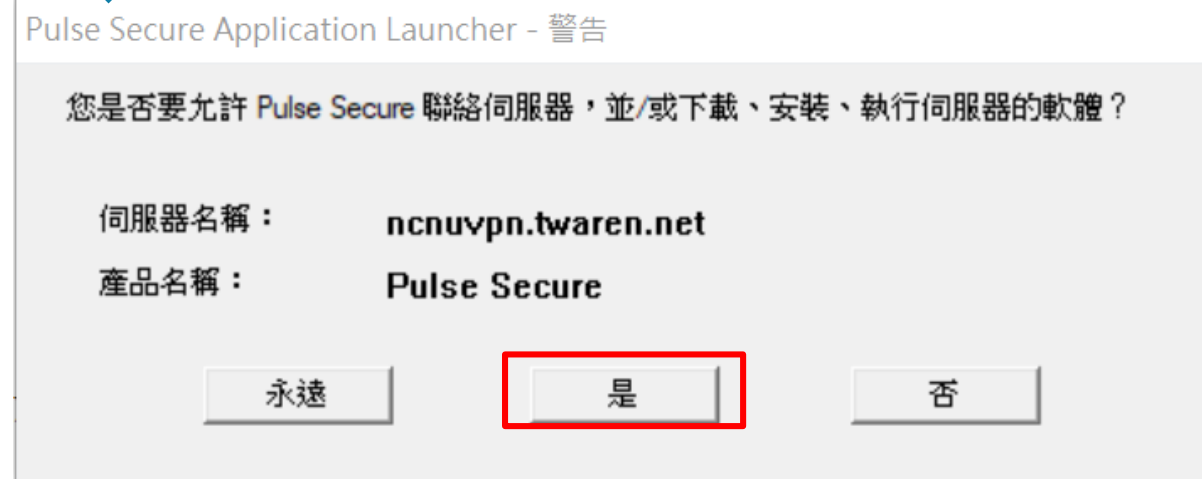 Pulse Secure Application Launcher - 警告
您是否要允許 Pulse Secure 聯絡伺服器，並/或下載、安裝、執行伺服器的軟體？
伺服器名稱： ncnuvpn.twaren.net
產品名稱： Pulse Secure
永遠 是 否